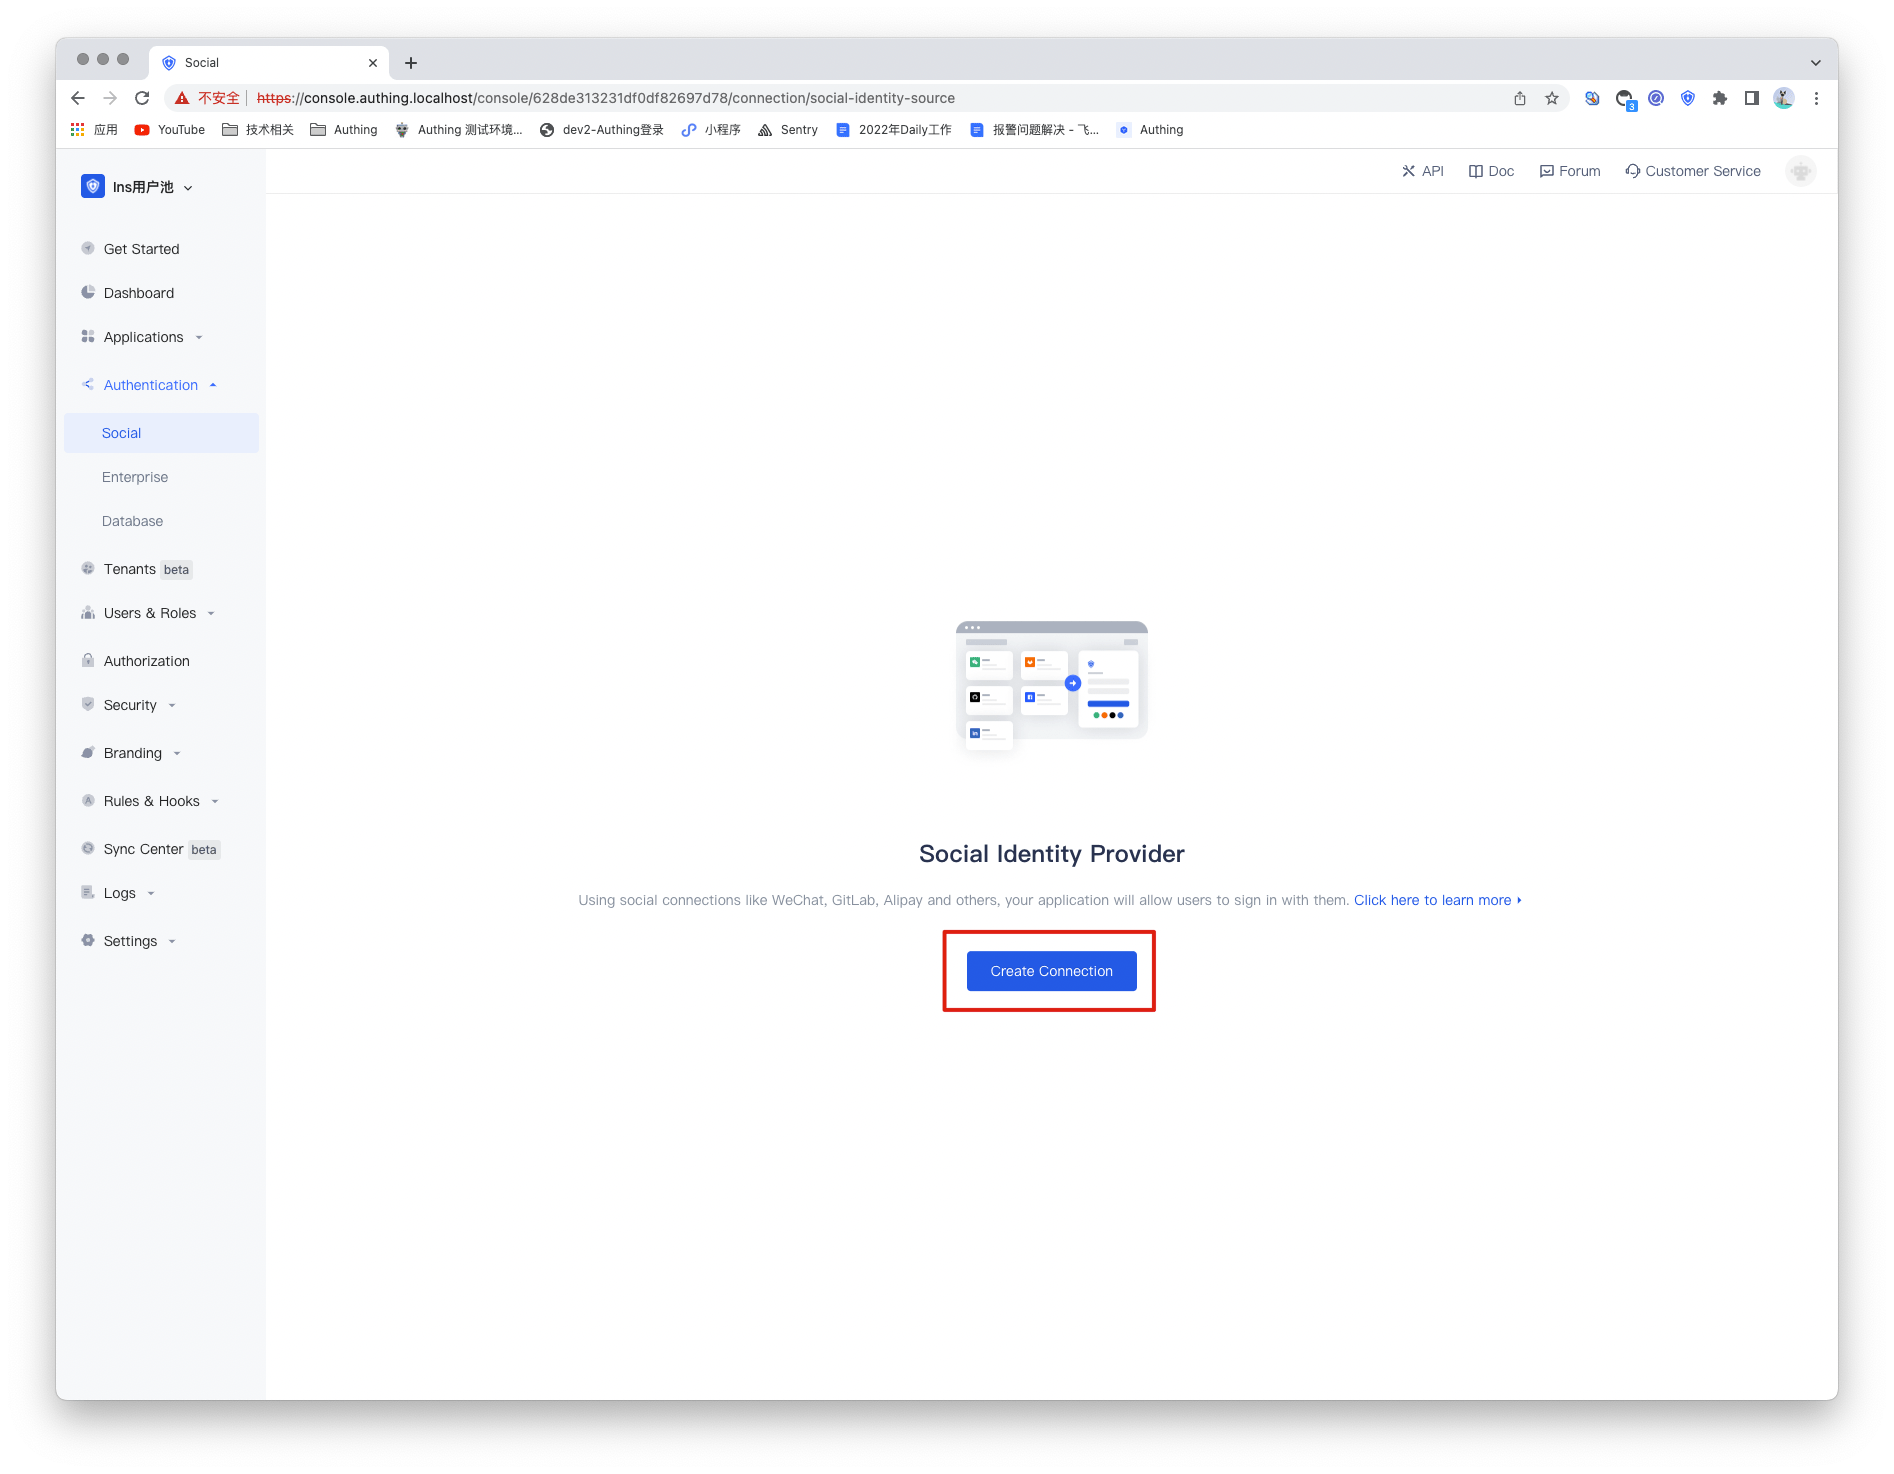 Social
不安全 https://console.authing.localhost/console/628de313231df0df82697d78/connection/social-identity-source
3
应用 YouTube 技术相关 Authing Authing 测试环境... dev2-Authing登录 小程序 Sentry 2022年Daily工作 报警问题解决 - 飞... Authing
Ins用户池
API Doc Forum Customer Service
Get Started
Dashboard
Applications
Authentication
Social
Enterprise
Database
Tenants beta
Users & Roles
Authorization
Security
Branding
Rules & Hooks
Sync Center beta
Logs
Settings
Social Identity Provider
Using social connections like WeChat, GitLab, Alipay and others, your application will allow users to sign in with them. Click here to learn more
Create Connection